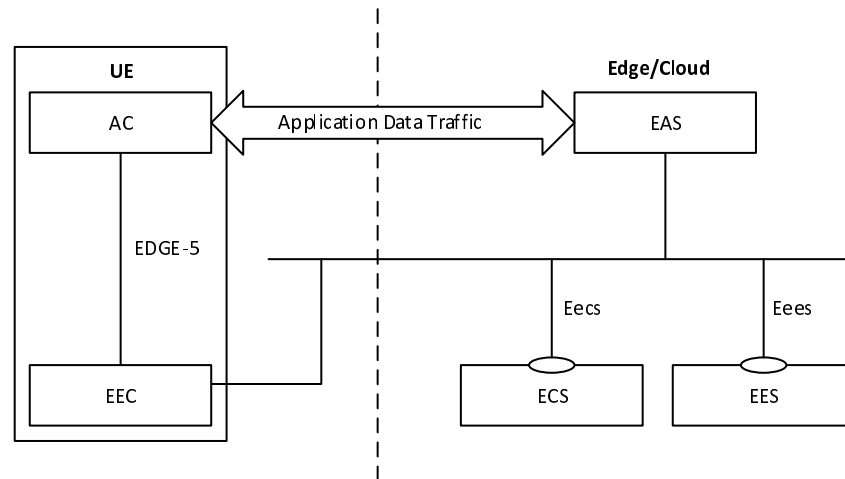 UE
Edge/Cloud
AC
Application Data Traffic
EAS
EDGE-5
Eecs
Eees
EEC
ECS
EES